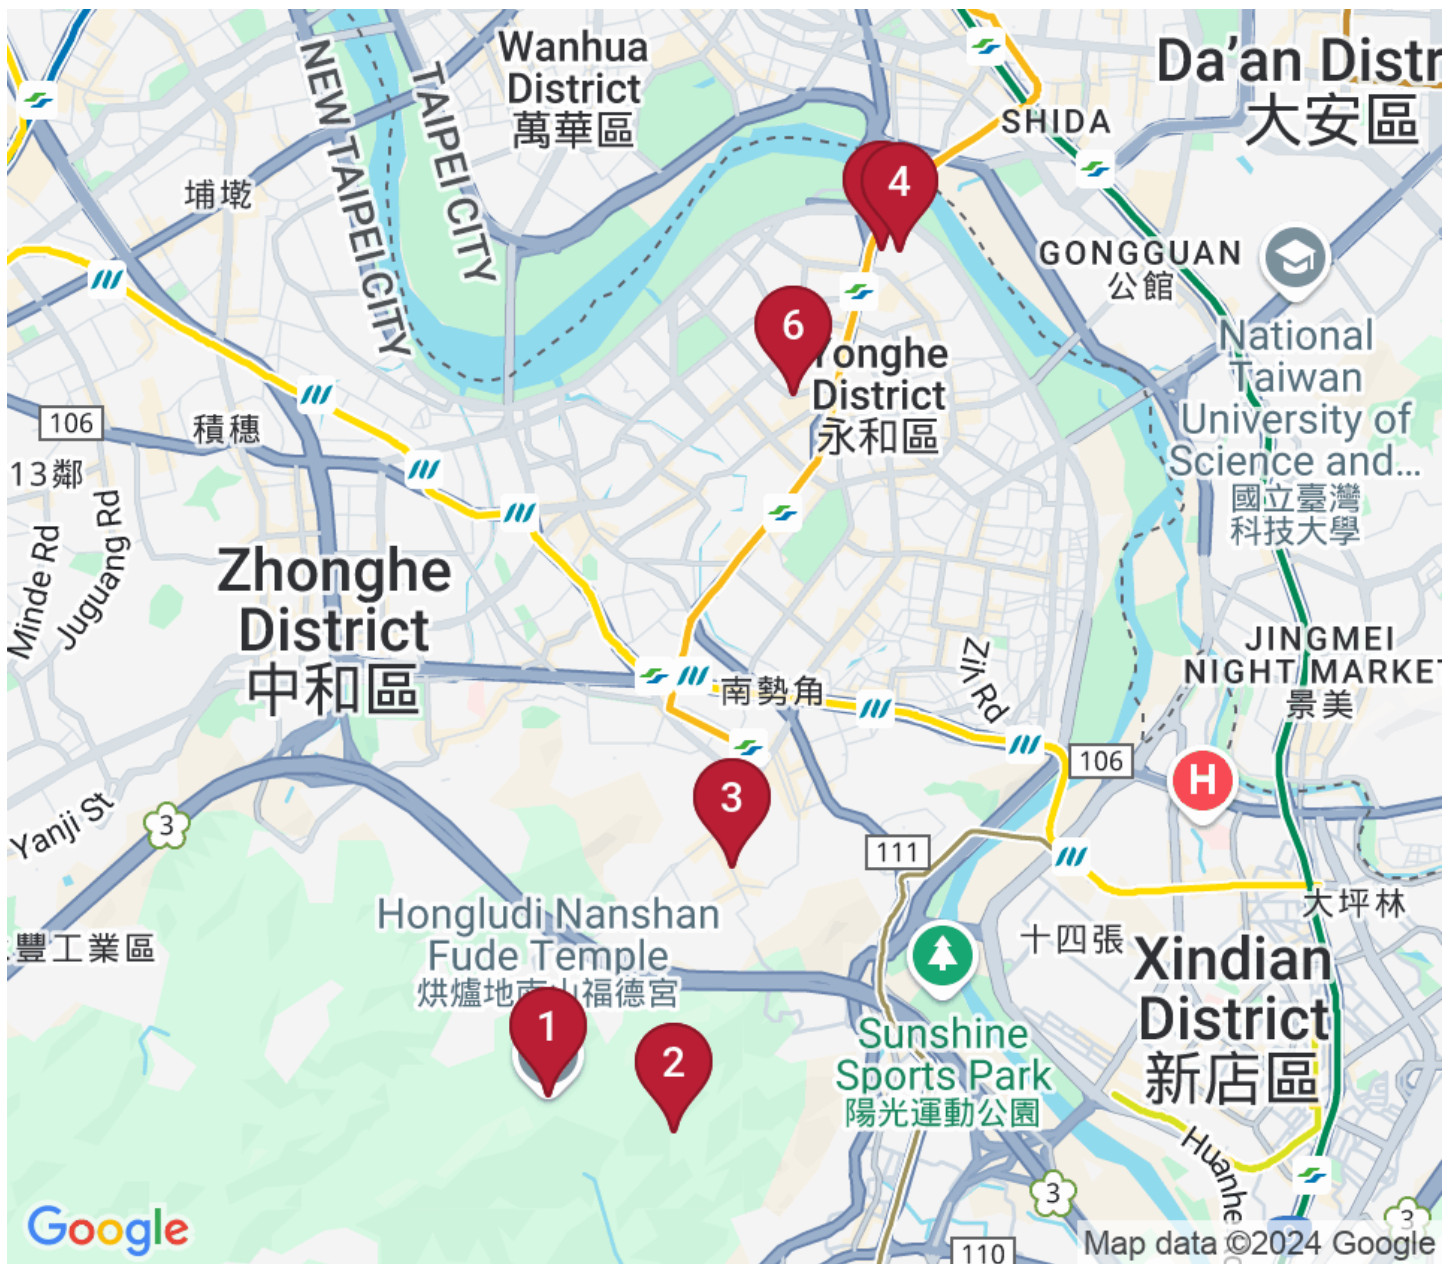 Wanhua
District
萬華區
Da'an Distr
大安區
SHIDA
NEW TAIPEI CITY
TAIPEI CITY
埔墘
4
GONGGUAN
公館
6
Yonghe
District
永和區
National
Taiwan
University of
Science and...
國立臺灣
科技大學
106
積穗
13鄰
Minde Rd
Juguang Rd
Zhonghe
District
中和區
JINGMEI
NIGHT MARKET
景美
南勢角
106
H
3
3
Yanji St
111
大坪林
十四張
Hongludi Nanshan
Fude Temple
烘爐地南山福德宮
豐工業區
Xindian
District
新店區
1
2
Sunshine
Sports Park
陽光運動公園
3
3
110
Google
Map data ©2024 Google